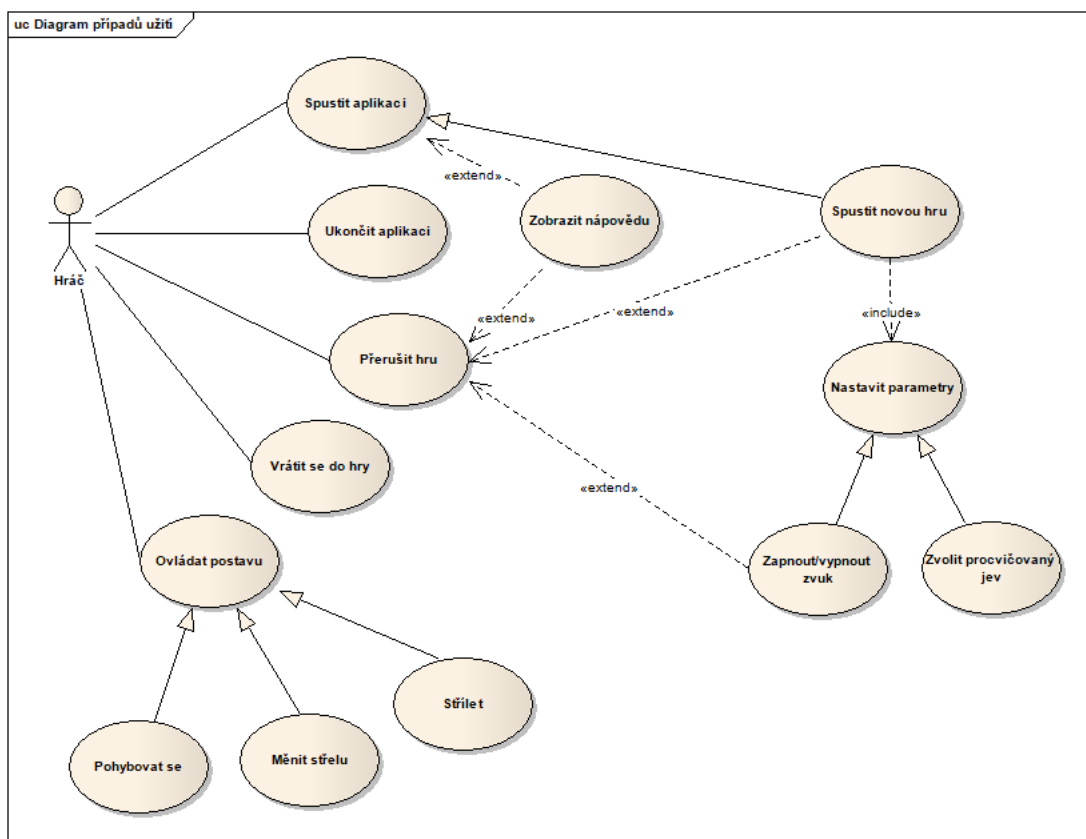 uc Diagram případů užití
Spustit aplikaci
«extend»
Zobrazit nápovědu
Spustit novou hru
Ukončit aplikaci
Hráč
«extend»
«extend»
«include»
Přerušit hru
Nastavit parametry
Vrátit se do hry
«extend»
Ovládat postavu
Zapnout/vypnout
zvuk
Zvolit procvičovaný
jev
Střílet
Pohybovat se
Měnit střelu